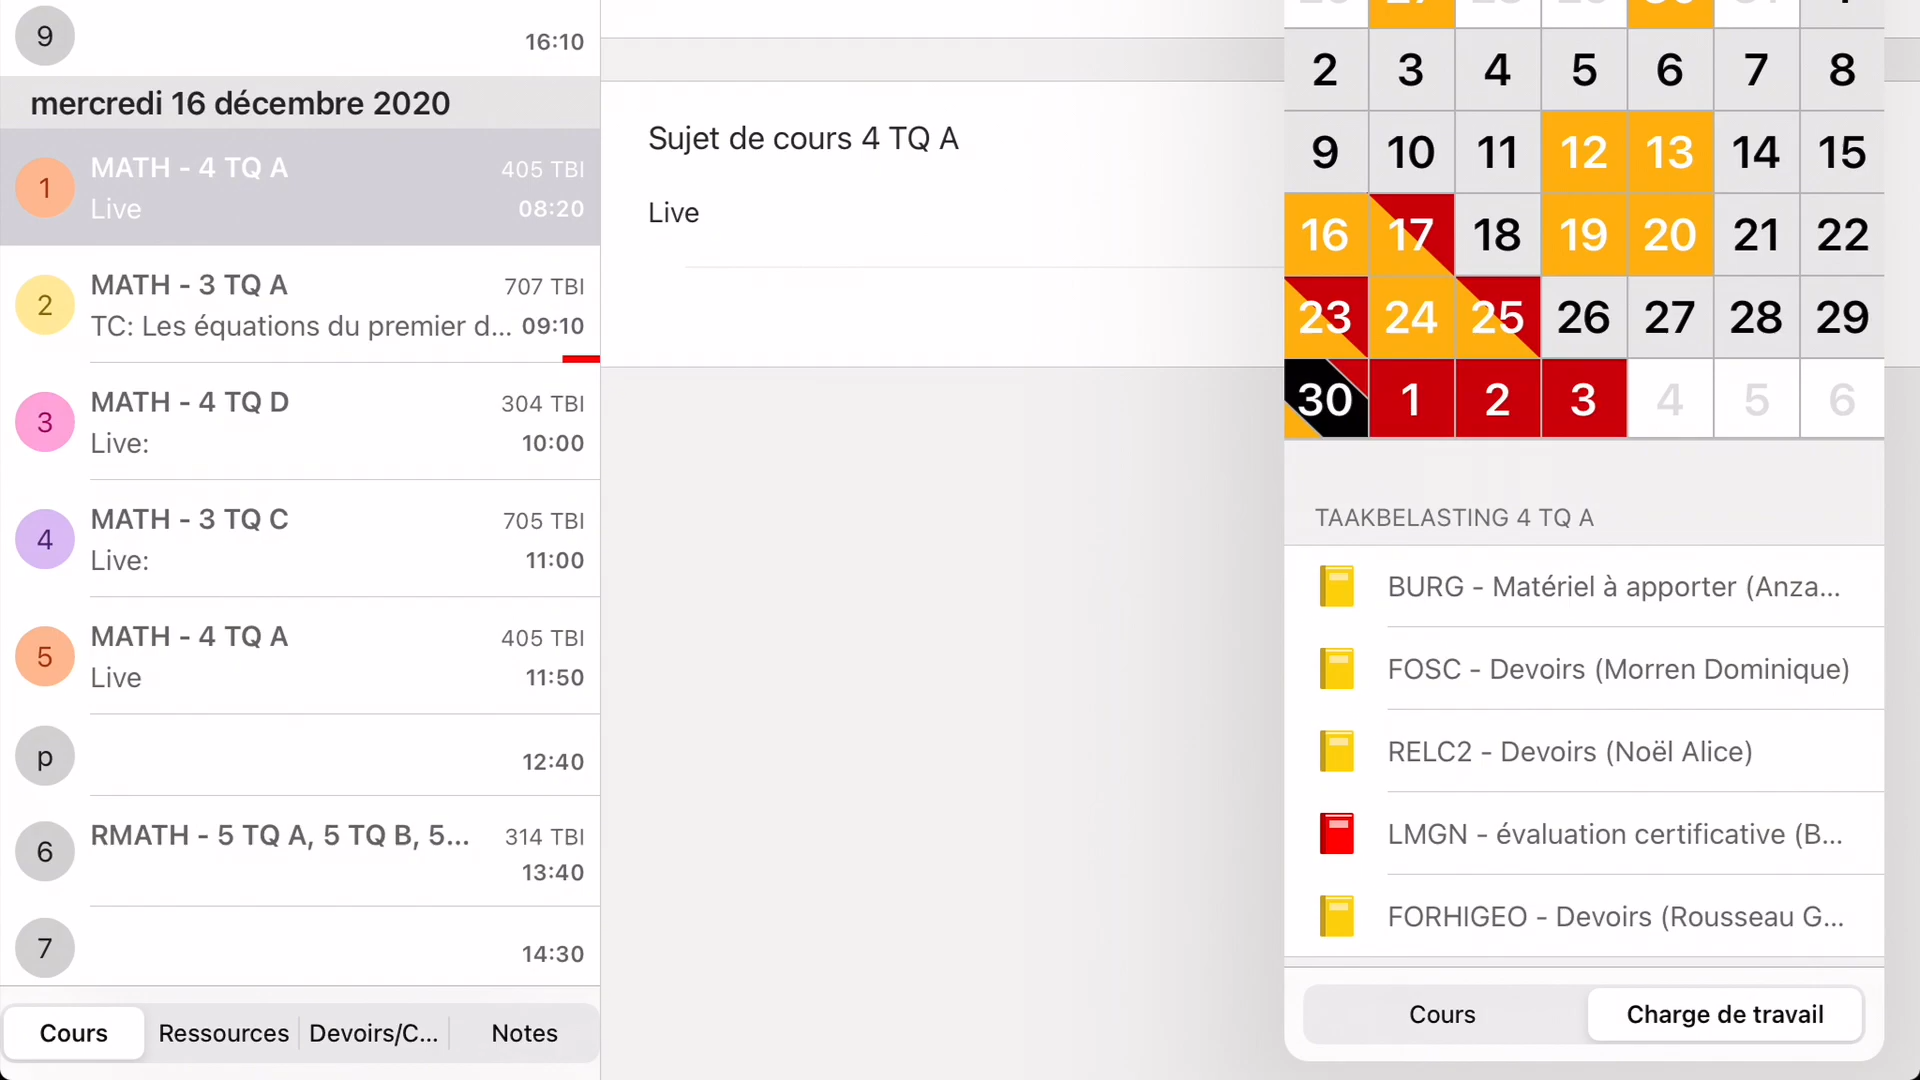 9
16:10
mercredi 16 décembre 2020
1
MATH - 4 TQ A
405 TBI
Live
08:20
2
MATH - 3 TQ A
707 TBI
TC: Les équations du premier d...
09:10
3
MATH - 4 TQ D
304 TBI
Live:
10:00
4
MATH - 3 TQ C
705 TBI
Live:
11:00
5
MATH - 4 TQ A
405 TBI
Live
11:50
p
12:40
6
RMATH - 5 TQ A, 5 TQ B, 5...
314 TBI
13:40
7
14:30
Cours
Ressources
Devoirs/C...
Notes
Sujet de cours 4 TQ A
Live
2 3 4 5 6 7 8
9 10 11 12 13 14 15
16 17 18 19 20 21 22
23 24 25 26 27 28 29
30 1 2 3 4 5 6
TAAKBELASTING 4 TQ A
BURG - Matériel à apporter (Anza...
FOSC - Devoirs (Morren Dominique)
RELC2 - Devoirs (Noël Alice)
LMGN - évaluation certificative (B...
FORHIGEO - Devoirs (Rousseau G...
Cours
Charge de travail